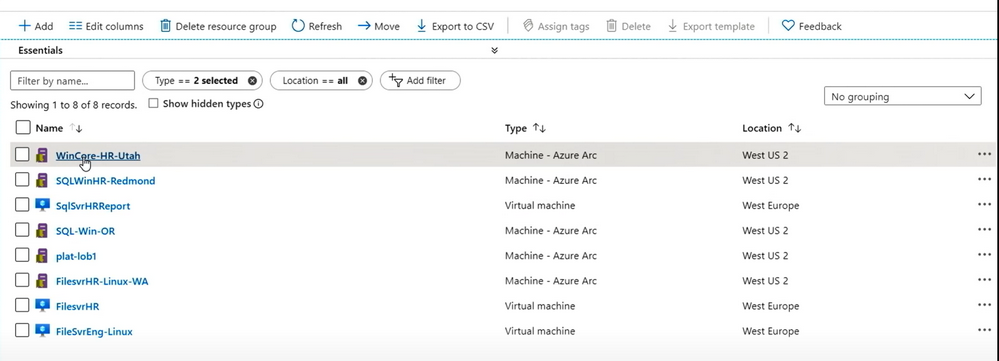 Add Edit columns Delete resource group Refresh Move Export to CSV Assign tags Delete Export template Feedback
Essentials
Filter by name... Type == 2 selected Location == all Add filter
Showing 1 to 8 of 8 records. Show hidden types No grouping
Name Type Location
WinCore-HR-Utah Machine - Azure Arc West US 2
SQLWinHR-Redmond Machine - Azure Arc West US 2
SqlSvrHRReport Virtual machine West Europe
SQL-Win-OR Machine - Azure Arc West US 2
plat-lob1 Machine - Azure Arc West US 2
FilesvrHR-Linux-WA Machine - Azure Arc West US 2
FilesvrHR Virtual machine West Europe
FileSvrEng-Linux Virtual machine West Europe